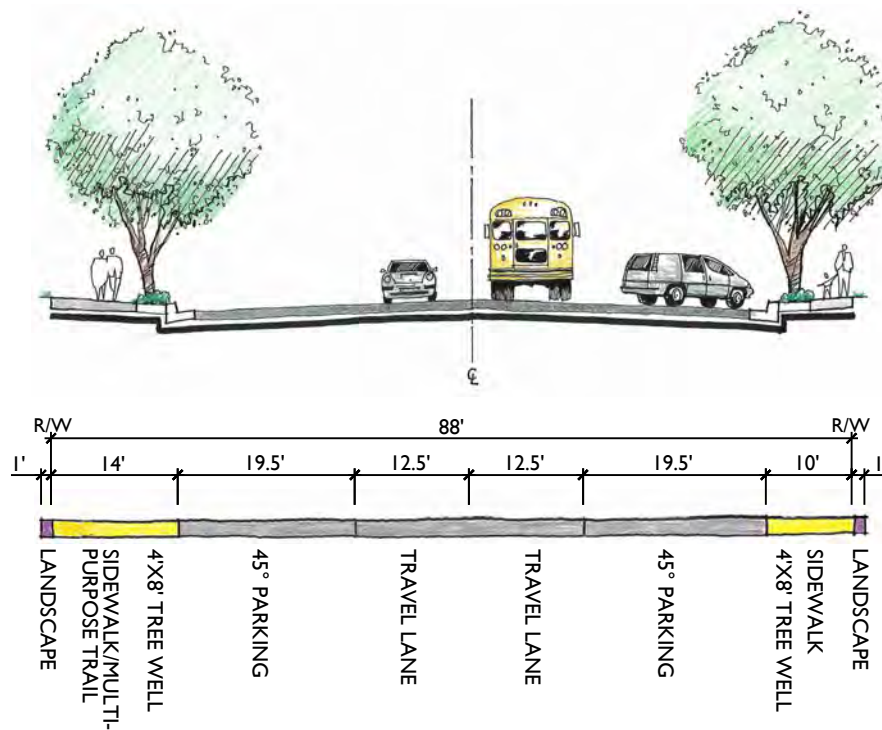 ℄
R/W
88'
R/W
1'
14'
19.5'
12.5'
12.5'
19.5'
10'
1
LANDSCAPE
SIDEWALK/MULTI-
PURPOSE TRAIL
4'X8' TREE WELL
45° PARKING
TRAVEL LANE
TRAVEL LANE
45° PARKING
4'X8' TREE WELL
SIDEWALK
LANDSCAPE